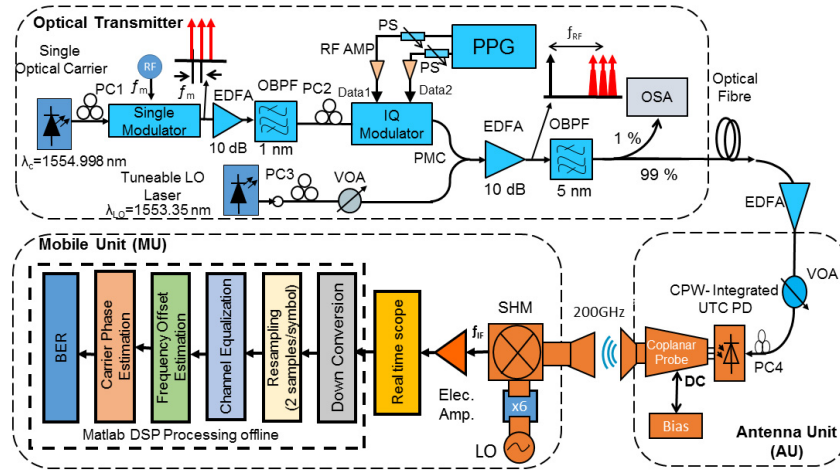 Optical Transmitter
Single
Optical Carrier
λc=1554.998 nm
PC1
RF
fm
fm
Single
Modulator
EDFA
10 dB
OBPF
1 nm
PC2
RF AMP
PS
PS
PPG
Data1
Data2
IQ
Modulator
PMC
Tuneable LO
Laser
λLO=1553.35 nm
PC3
VOA
EDFA
10 dB
fRF
OBPF
5 nm
1 %
99 %
OSA
Optical
Fibre
EDFA
Mobile Unit (MU)
BER
Carrier Phase
Estimation
Frequency Offset
Estimation
Channel Equalization
Resampling
(2 samples/symbol)
Down Conversion
Matlab DSP Processing offline
Real time scope
fIF
Elec.
Amp.
SHM
x6
LO
200GHz
CPW- Integrated
UTC PD
VOA
Coplanar
Probe
PC4
DC
Bias
Antenna Unit
(AU)